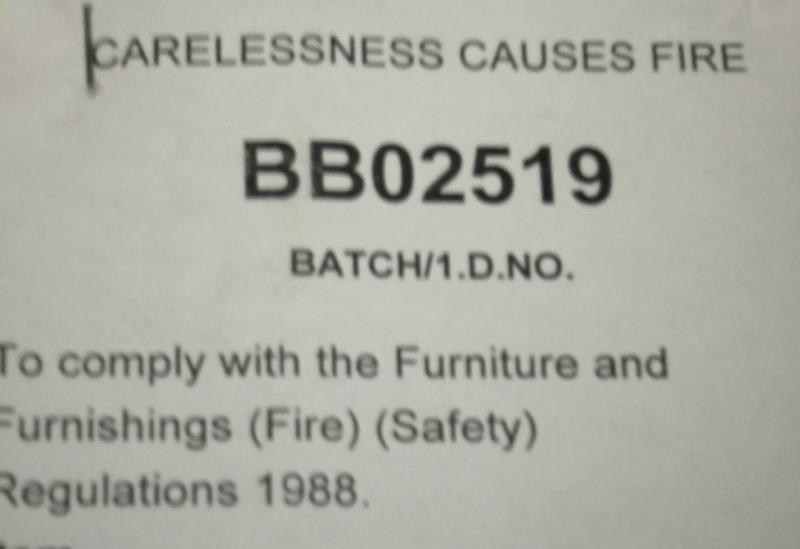 CARELESSNESS CAUSES FIRE
BB02519
BATCH/1.D.NO.
To comply with the Furniture and
Furnishings (Fire) (Safety)
Regulations 1988.